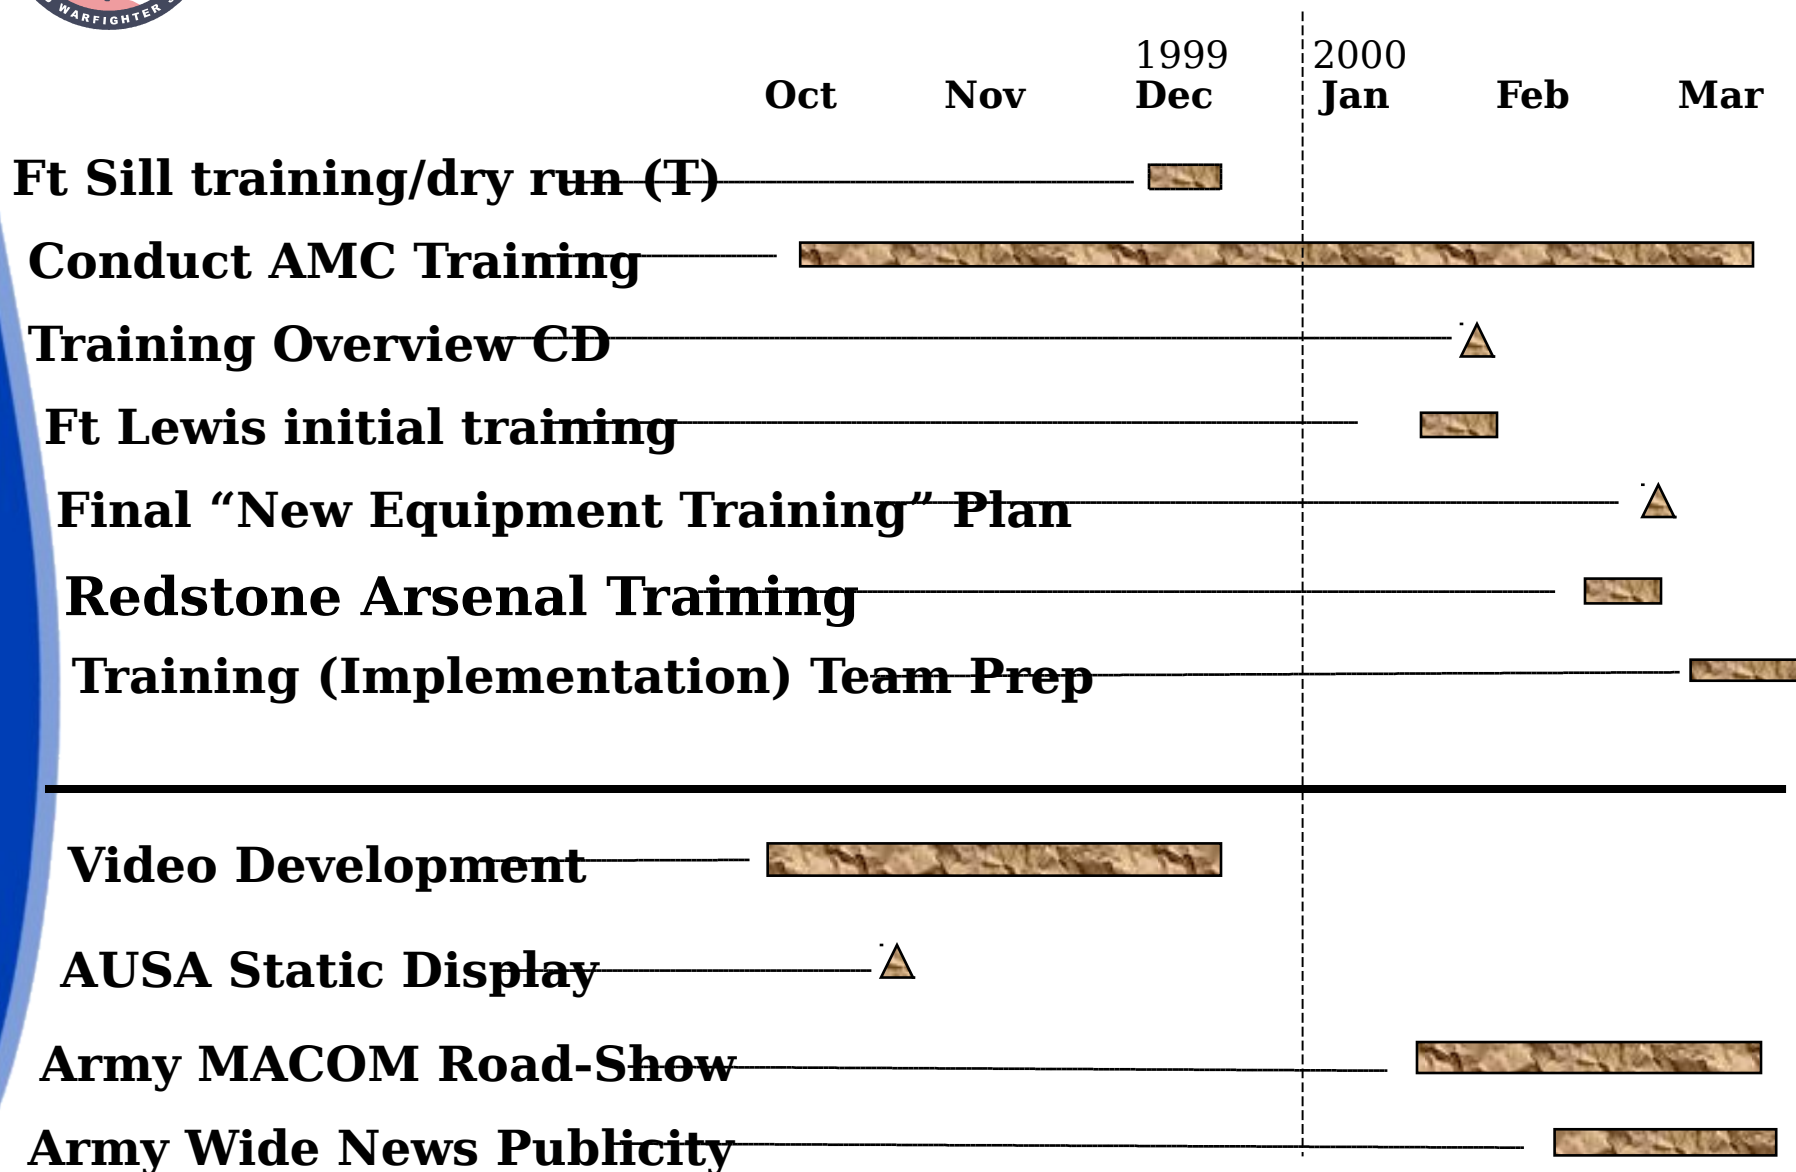 WARFIGHTER
1999 2000
Oct Nov Dec Jan Feb Mar
Ft Sill training/dry run (T)
Conduct AMC Training
Training Overview CD
Ft Lewis initial training
Final “New Equipment Training” Plan
Redstone Arsenal Training
Training (Implementation) Team Prep
Video Development
AUSA Static Display
Army MACOM Road-Show
Army Wide News Publicity